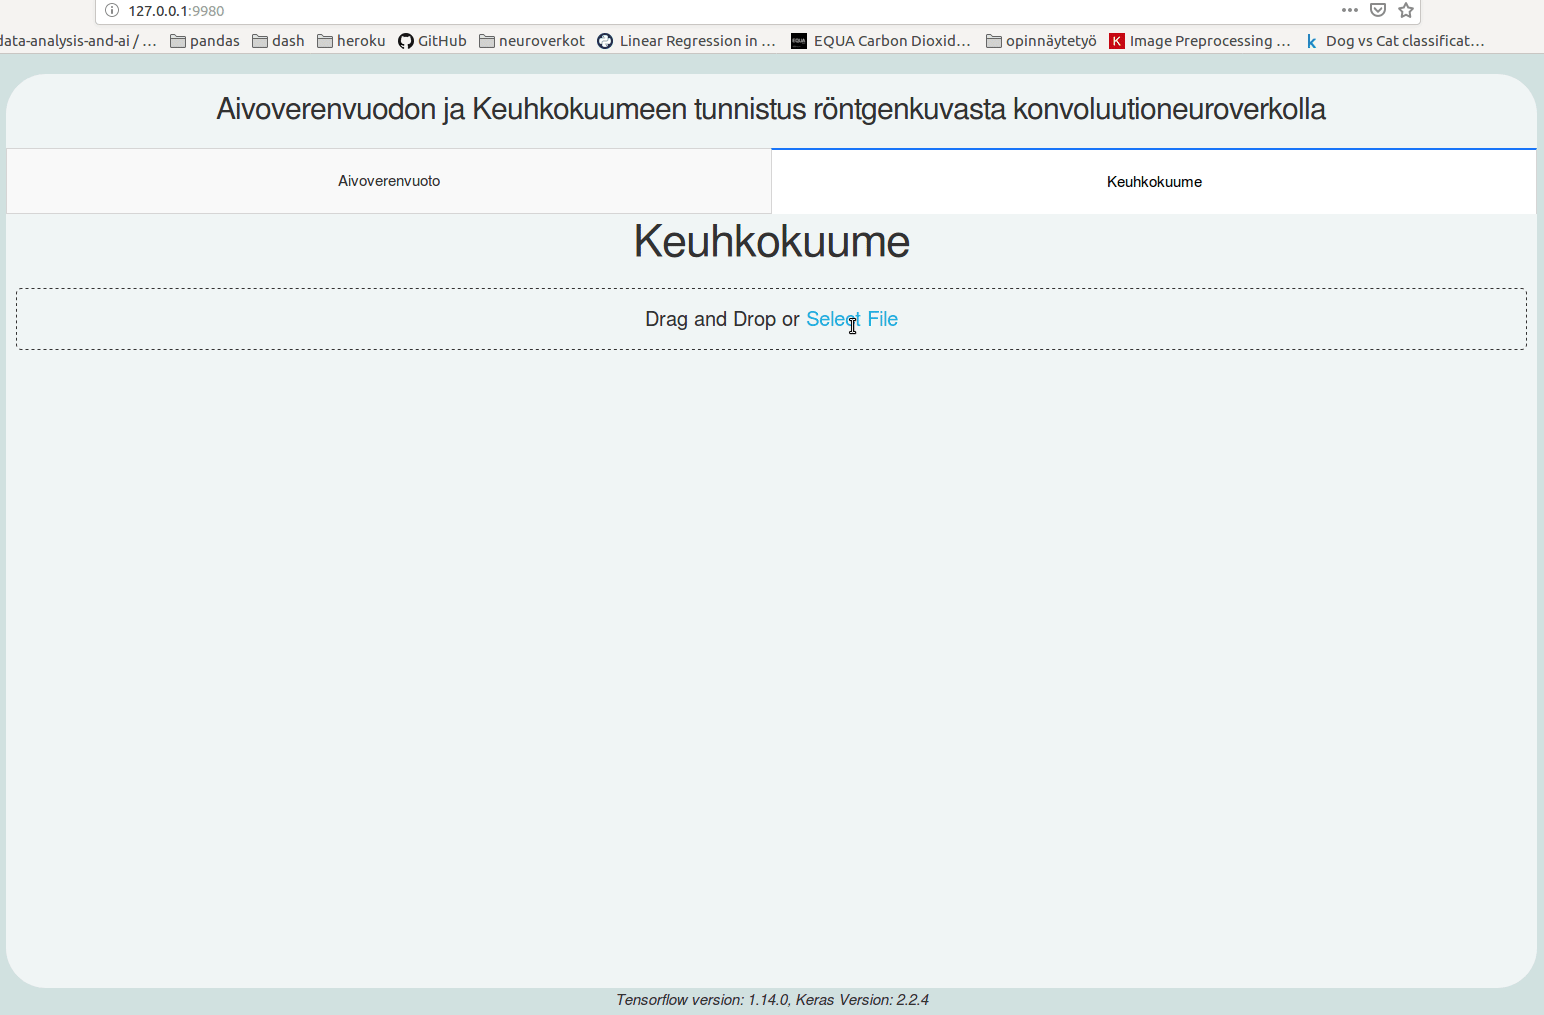 127.0.0.1:9980
data-analysis-and-ai / … pandas dash heroku GitHub neuroverkot Linear Regression in … EQUA Carbon Dioxid… opinnäytetyö K Image Preprocessing … k Dog vs Cat classificat…
Aivoverenvuodon ja Keuhkokuumeen tunnistus röntgenkuvasta konvoluutioneuroverkolla
Aivoverenvuoto Keuhkokuume
Keuhkokuume
Drag and Drop or Select File
Tensorflow version: 1.14.0, Keras Version: 2.2.4